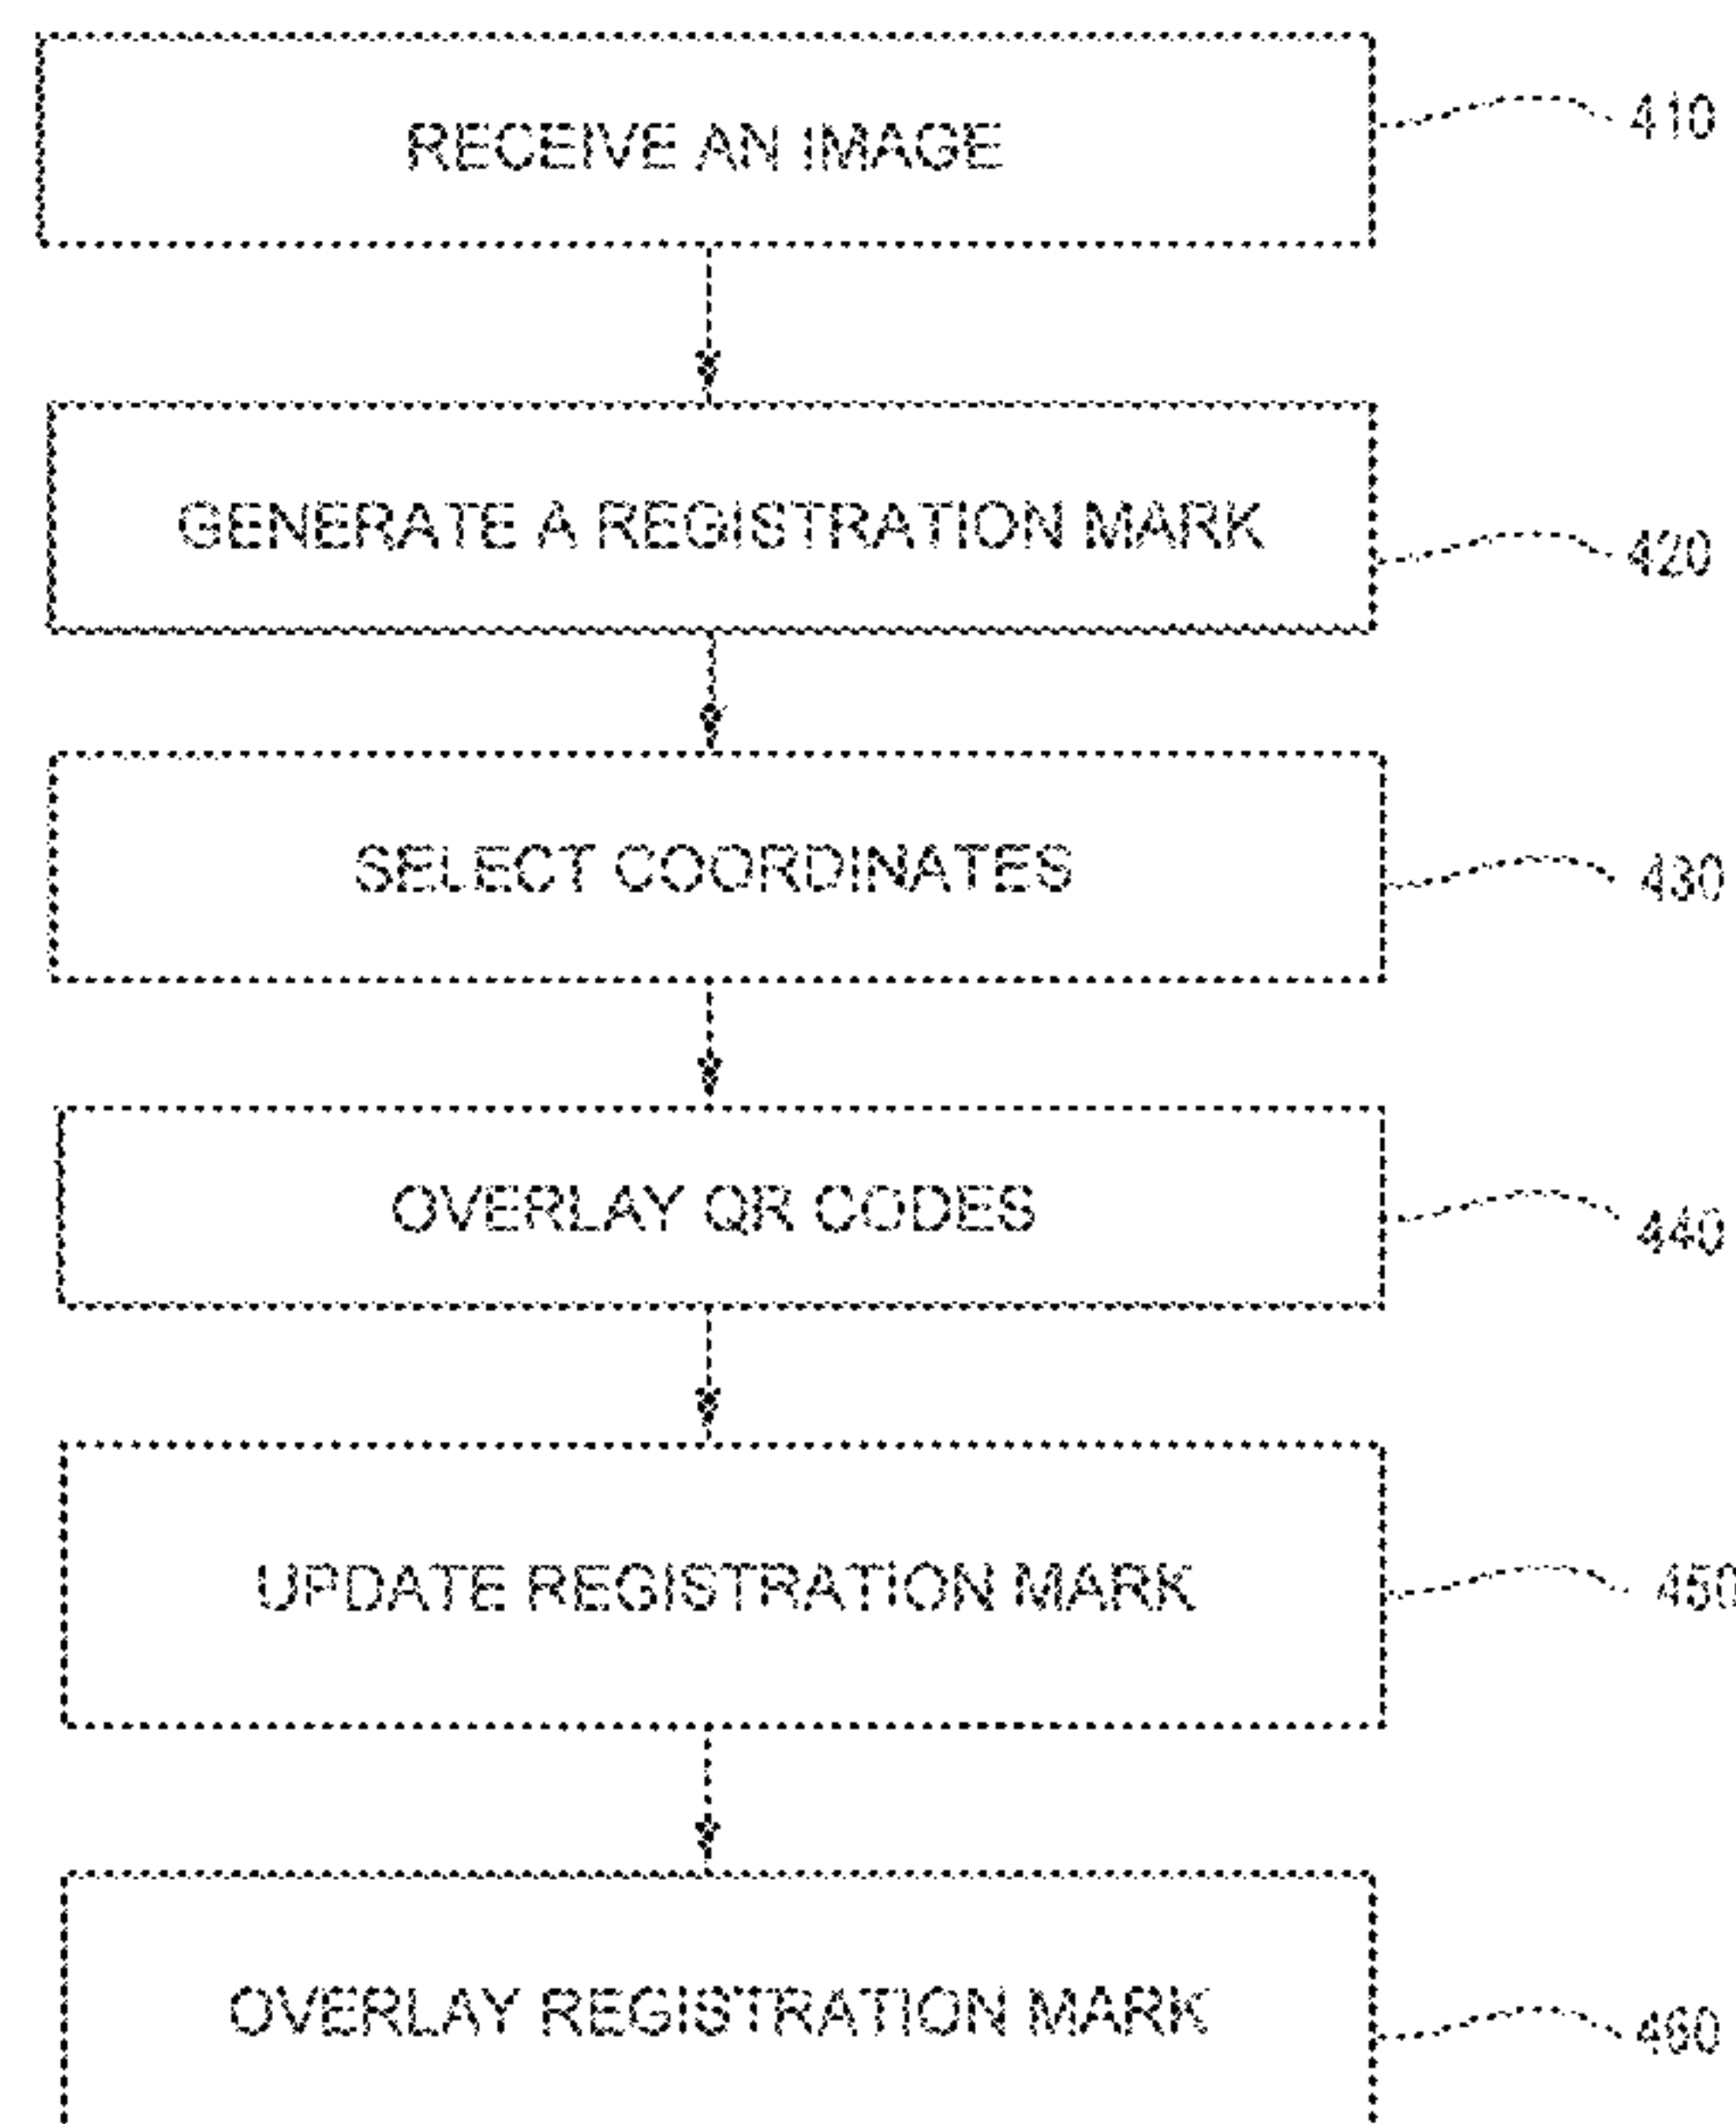 RECEIVE AN IMAGE
410
GENERATE A REGISTRATION MARK
420
SELECT COORDINATES
430
OVERLAY QR CODES
440
UPDATE REGISTRATION MARK
450
OVERLAY REGISTRATION MARK
460